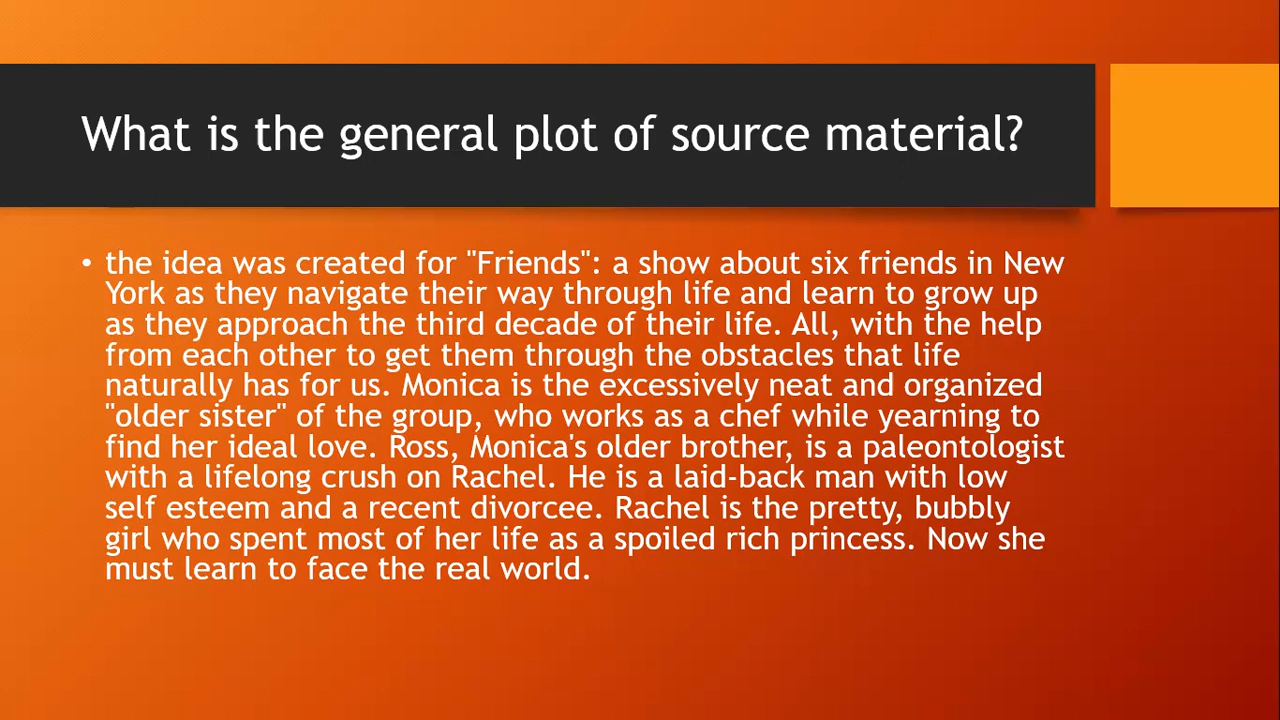 What is the general plot of source material?
• the idea was created for "Friends": a show about six friends in New
York as they navigate their way through life and learn to grow up
as they approach the third decade of their life. All, with the help
from each other to get them through the obstacles that life
naturally has for us. Monica is the excessively neat and organized
"older sister" of the group, who works as a chef while yearning to
find her ideal love. Ross, Monica's older brother, is a paleontologist
with a lifelong crush on Rachel. He is a laid-back man with low
self esteem and a recent divorcee. Rachel is the pretty, bubbly
girl who spent most of her life as a spoiled rich princess. Now she
must learn to face the real world.